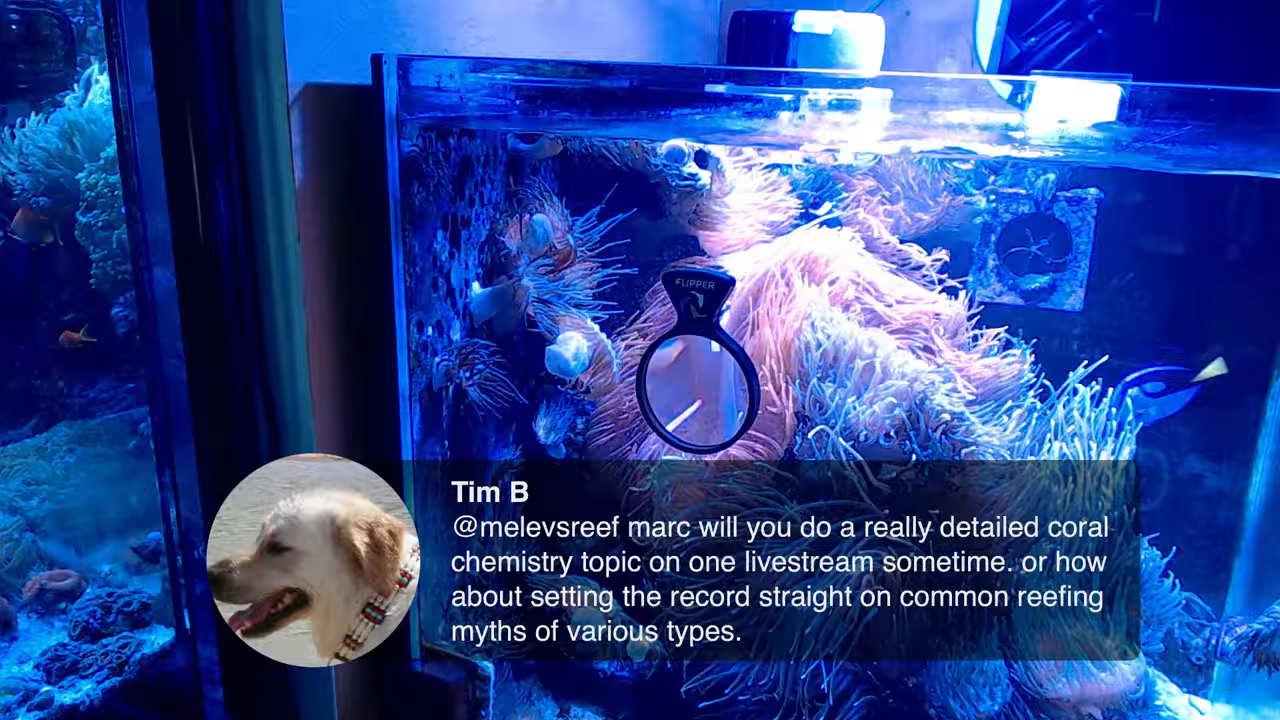 FLIPPER
Tim B
@melevsreef marc will you do a really detailed coral
chemistry topic on one livestream sometime. or how
about setting the record straight on common reefing
myths of various types.